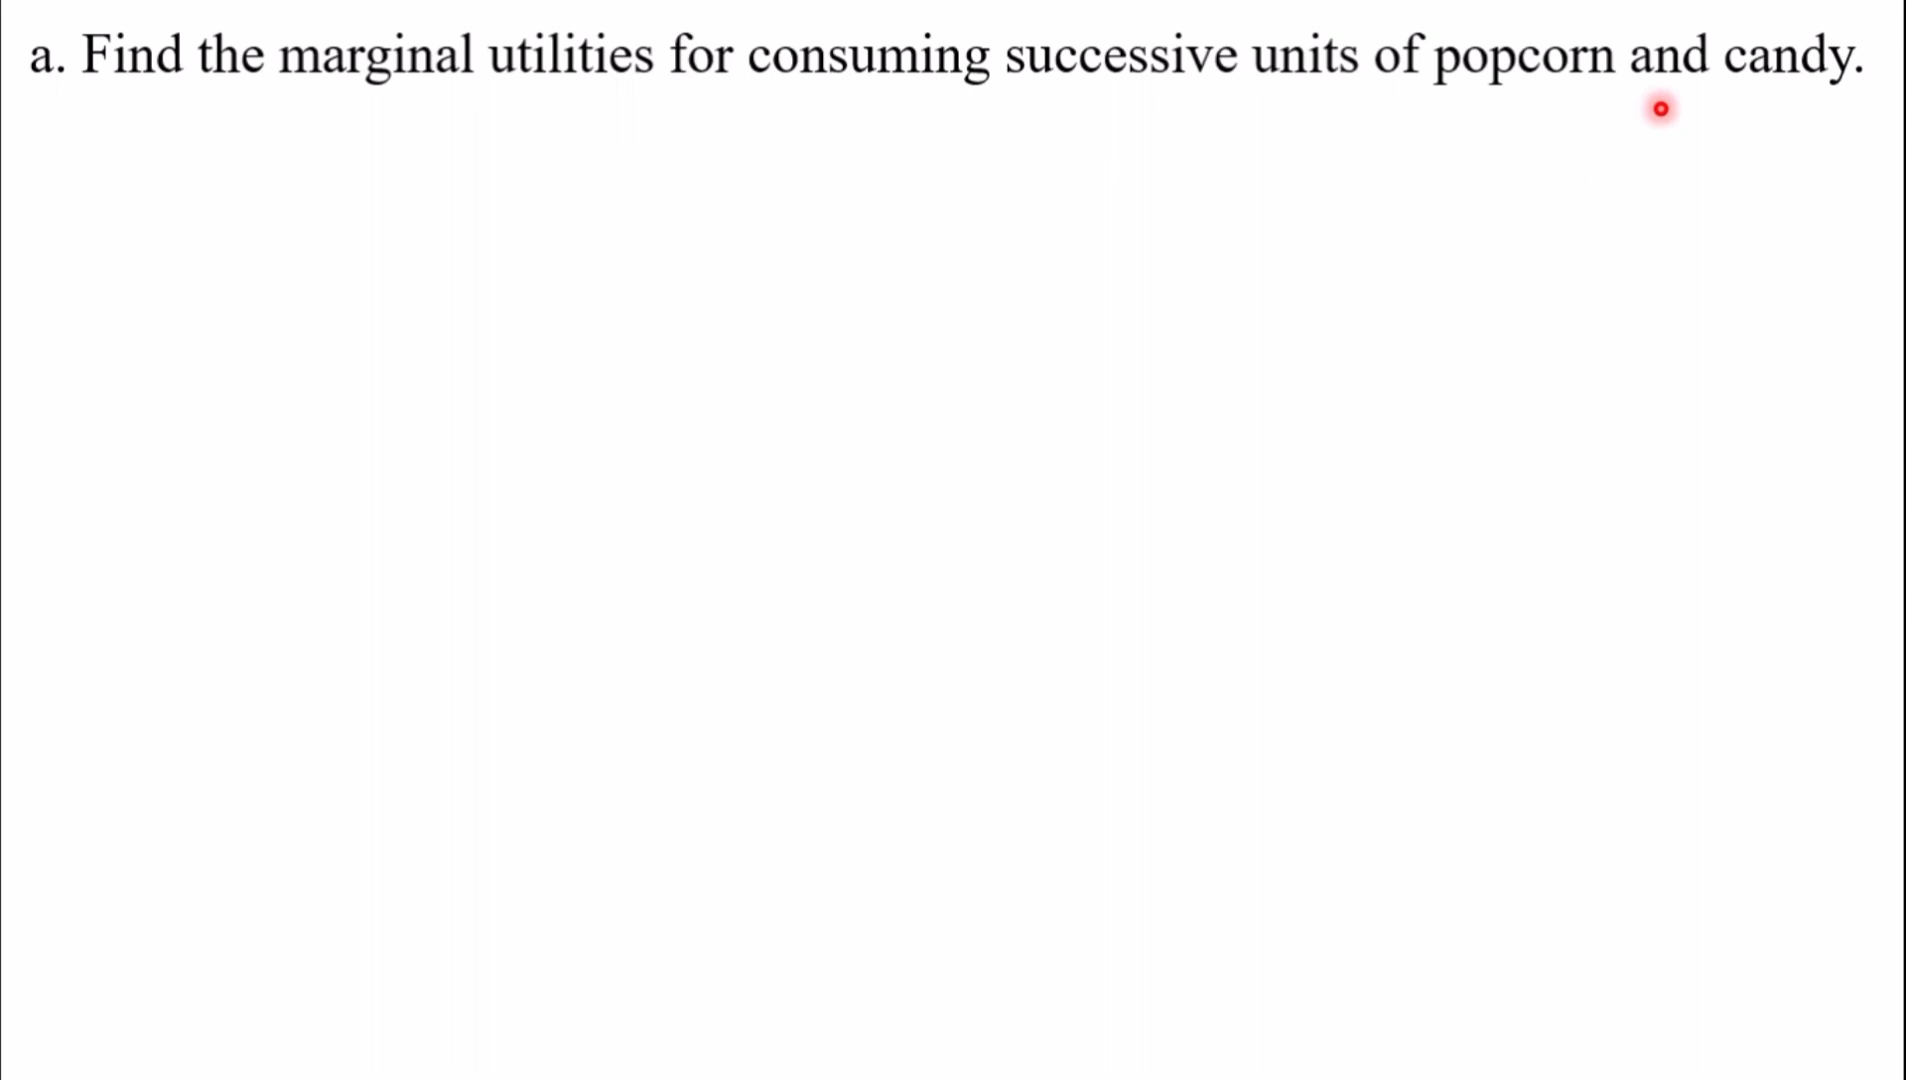 a. Find the marginal utilities for consuming successive units of popcorn and candy.